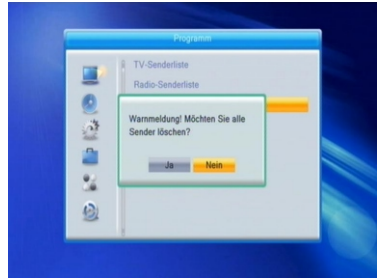 Programm
TV-Senderliste
Radio-Senderliste
Warnmeldung! Möchten Sie alle
Sender löschen?
Ja
Nein